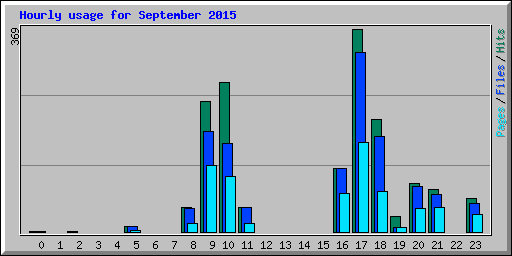 Hourly usage for September 2015
369
Pages/Files/Hits
0 1 2 3 4 5 6 7 8 9 10 11 12 13 14 15 16 17 18 19 20 21 22 23